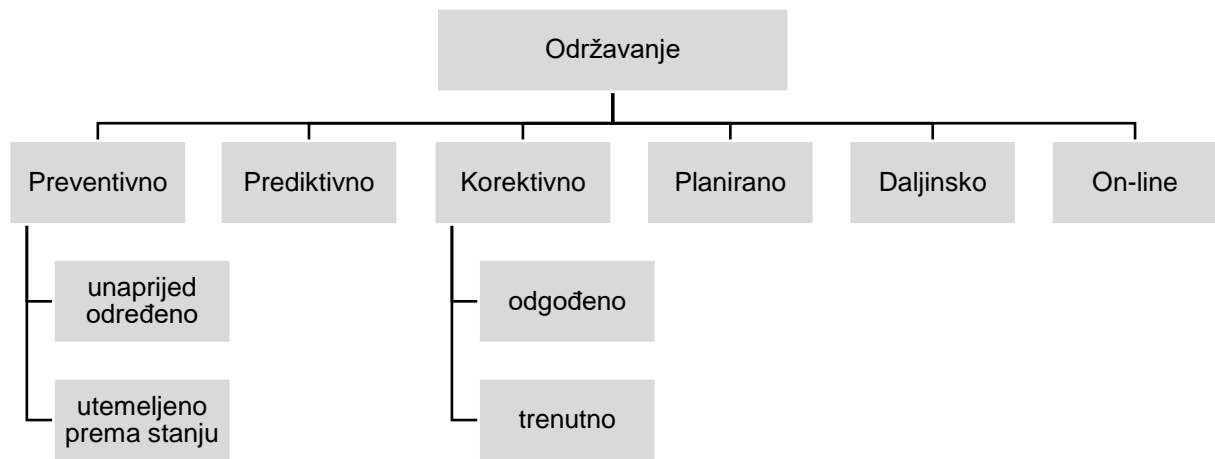 Održavanje
Preventivno
Prediktivno
Korektivno
Planirano
Daljinsko
On-line
unaprijed
određeno
utemeljeno
prema stanju
odgođeno
trenutno